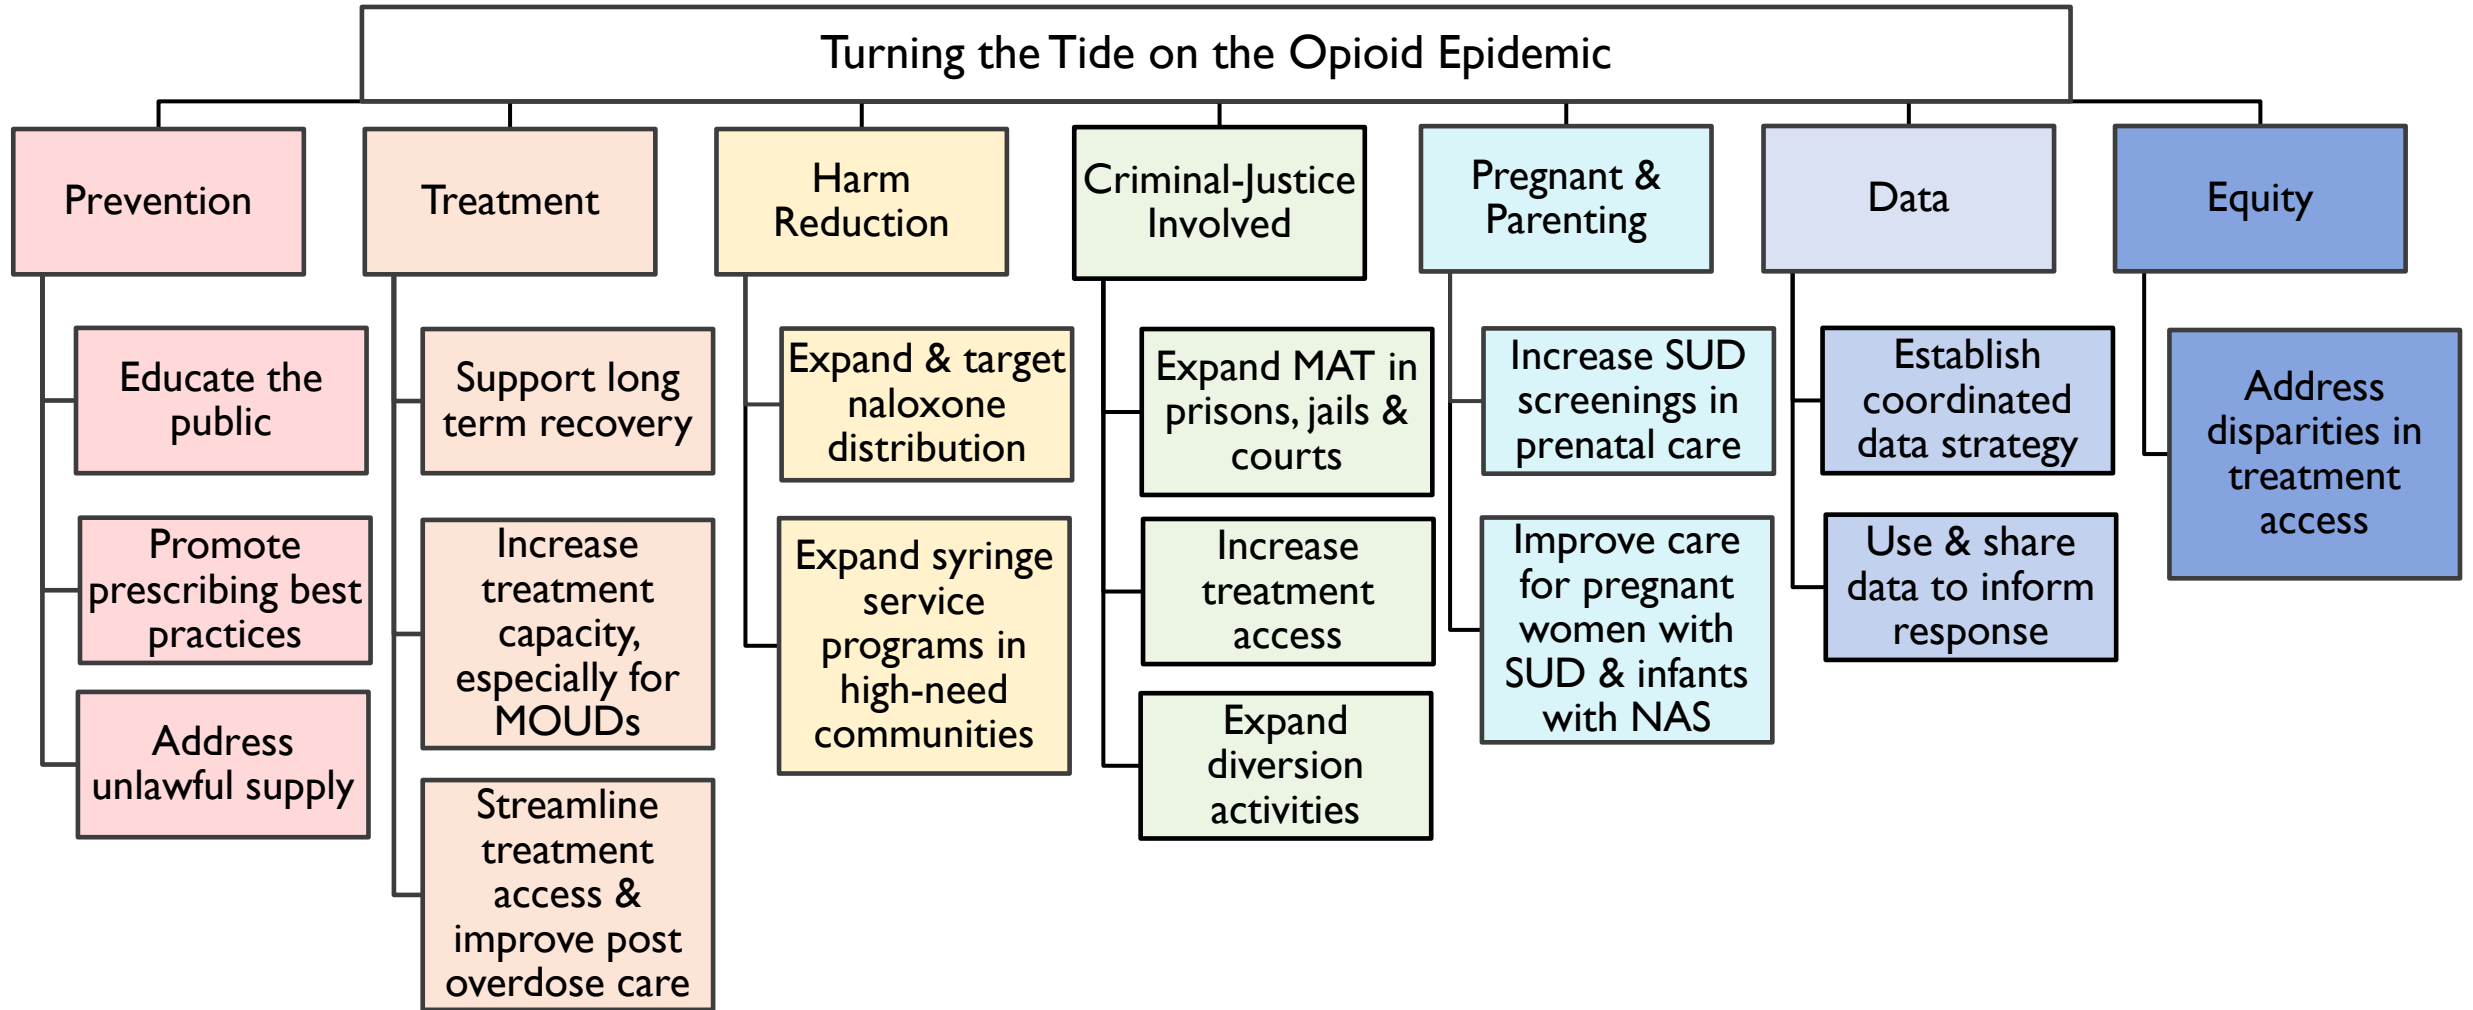 Turning the Tide on the Opioid Epidemic
Prevention
Educate the
public
Promote
prescribing best
practices
Address
unlawful supply
Treatment
Support long
term recovery
Increase
treatment
capacity,
especially for
MOUDs
Streamline
treatment
access &
improve post
overdose care
Harm
Reduction
Expand & target
naloxone
distribution
Expand syringe
service
programs in
high-need
communities
Criminal-Justice
Involved
Expand MAT in
prisons, jails &
courts
Increase
treatment
access
Expand
diversion
activities
Pregnant &
Parenting
Increase SUD
screenings in
prenatal care
Improve care
for pregnant
women with
SUD & infants
with NAS
Data
Establish
coordinated
data strategy
Use & share
data to inform
response
Equity
Address
disparities in
treatment
access